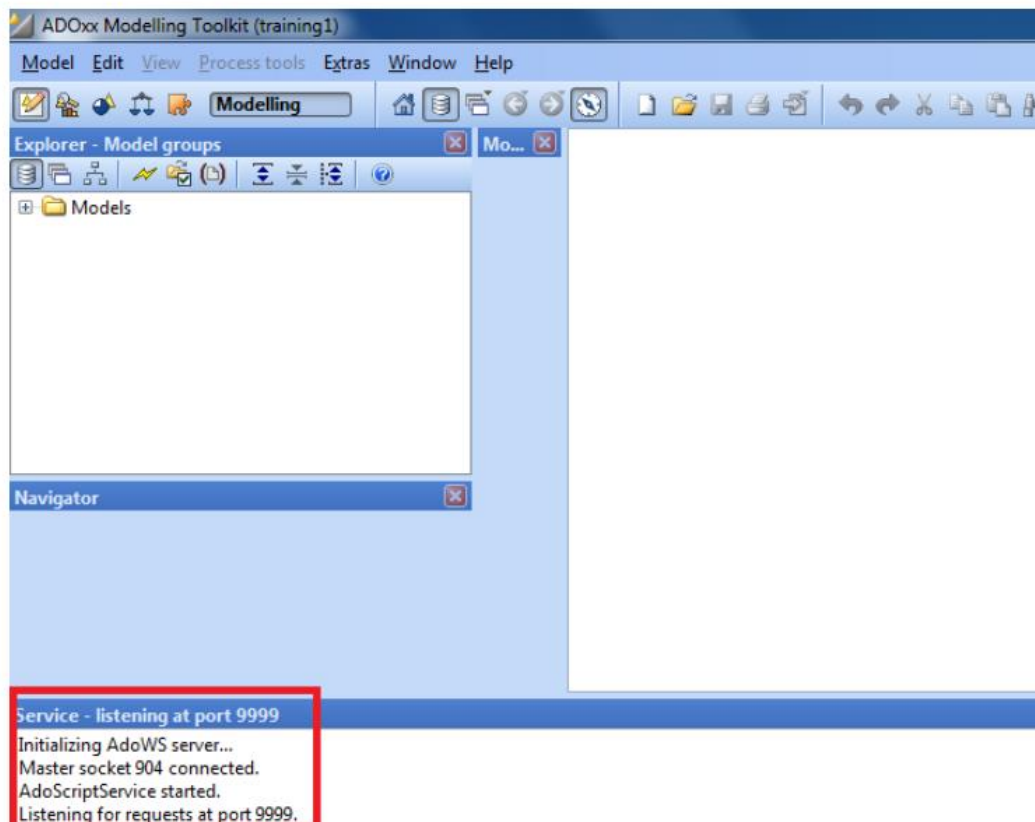 ADOxx Modelling Toolkit (training1)
Model Edit View Process tools Extras Window Help
Modelling
Explorer - Model groups
Mo...
Models
Navigator
Service - listening at port 9999
Initializing AdoWS server...
Master socket 904 connected.
AdoScriptService started.
Listening for requests at port 9999.